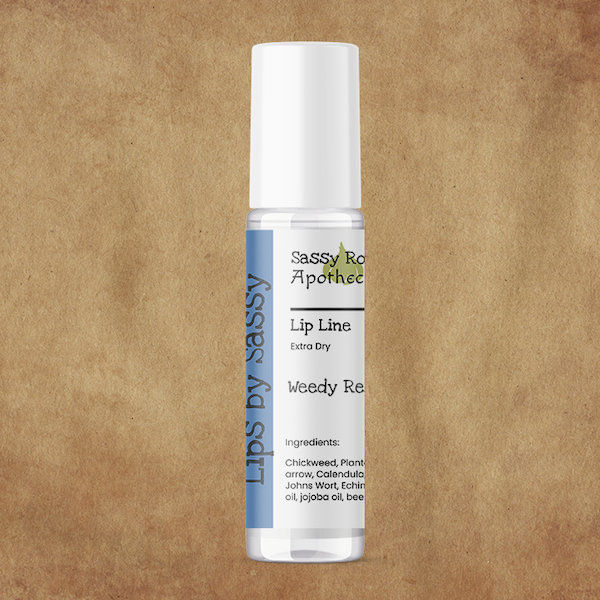 Lips by sassy
Sassy Ro
Apothec
Lip Line
Extra Dry
Weedy Re
Ingredients:
Chickweed, Plant
arrow, Calendula
Johns Wort, Echin
oil, jojoba oil, bee